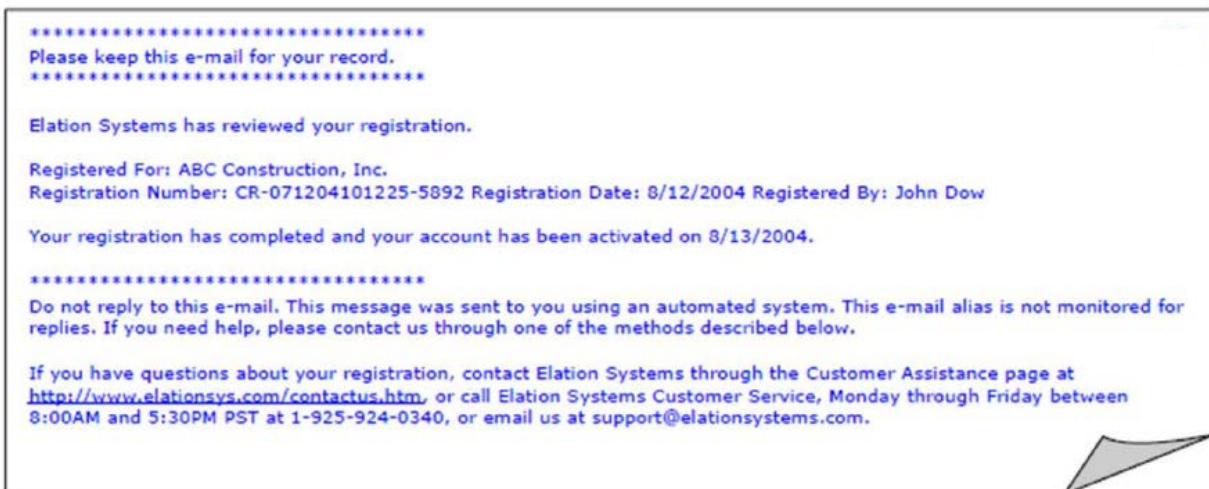 **********************************
Please keep this e-mail for your record.
**********************************
Elation Systems has reviewed your registration.
Registered For: ABC Construction, Inc.
Registration Number: CR-071204101225-5892 Registration Date: 8/12/2004 Registered By: John Dow
Your registration has completed and your account has been activated on 8/13/2004.
**********************************
Do not reply to this e-mail. This message was sent to you using an automated system. This e-mail alias is not monitored for
replies. If you need help, please contact us through one of the methods described below.
If you have questions about your registration, contact Elation Systems through the Customer Assistance page at
http://www.elationsys.com/contactus.htm, or call Elation Systems Customer Service, Monday through Friday between
8:00AM and 5:30PM PST at 1-925-924-0340, or email us at support@elationsystems.com.